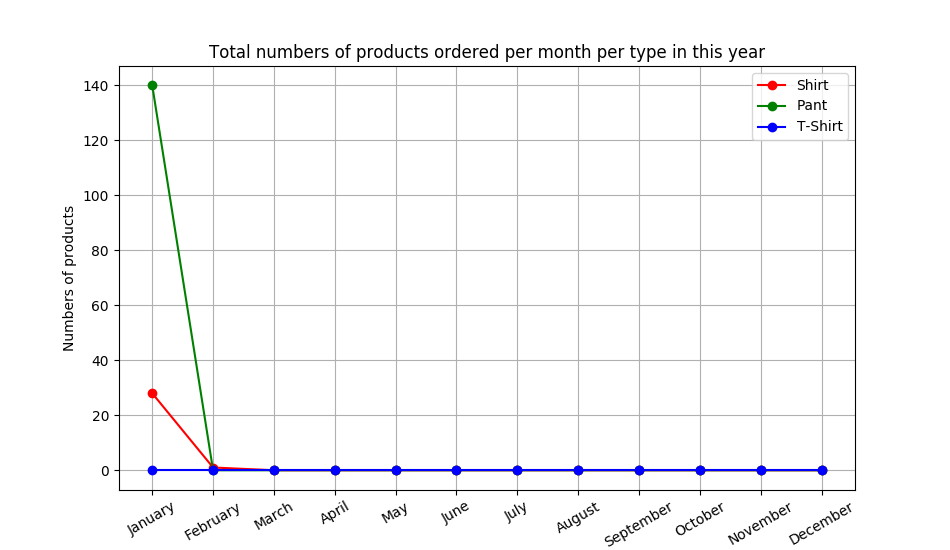 Total numbers of products ordered per month per type in this year
Shirt
Pant
T-Shirt
Numbers of products
140
120
100
80
60
40
20
0
January
February
March
April
May
June
July
August
September
October
November
December